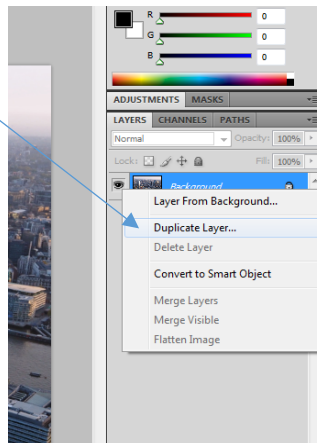 R 0
G 0
B 0
ADJUSTMENTS MASKS
LAYERS CHANNELS PATHS
Normal Opacity: 100%
Lock: Fill: 100%
Background
Layer From Background...
Duplicate Layer...
Delete Layer
Convert to Smart Object
Merge Layers
Merge Visible
Flatten Image